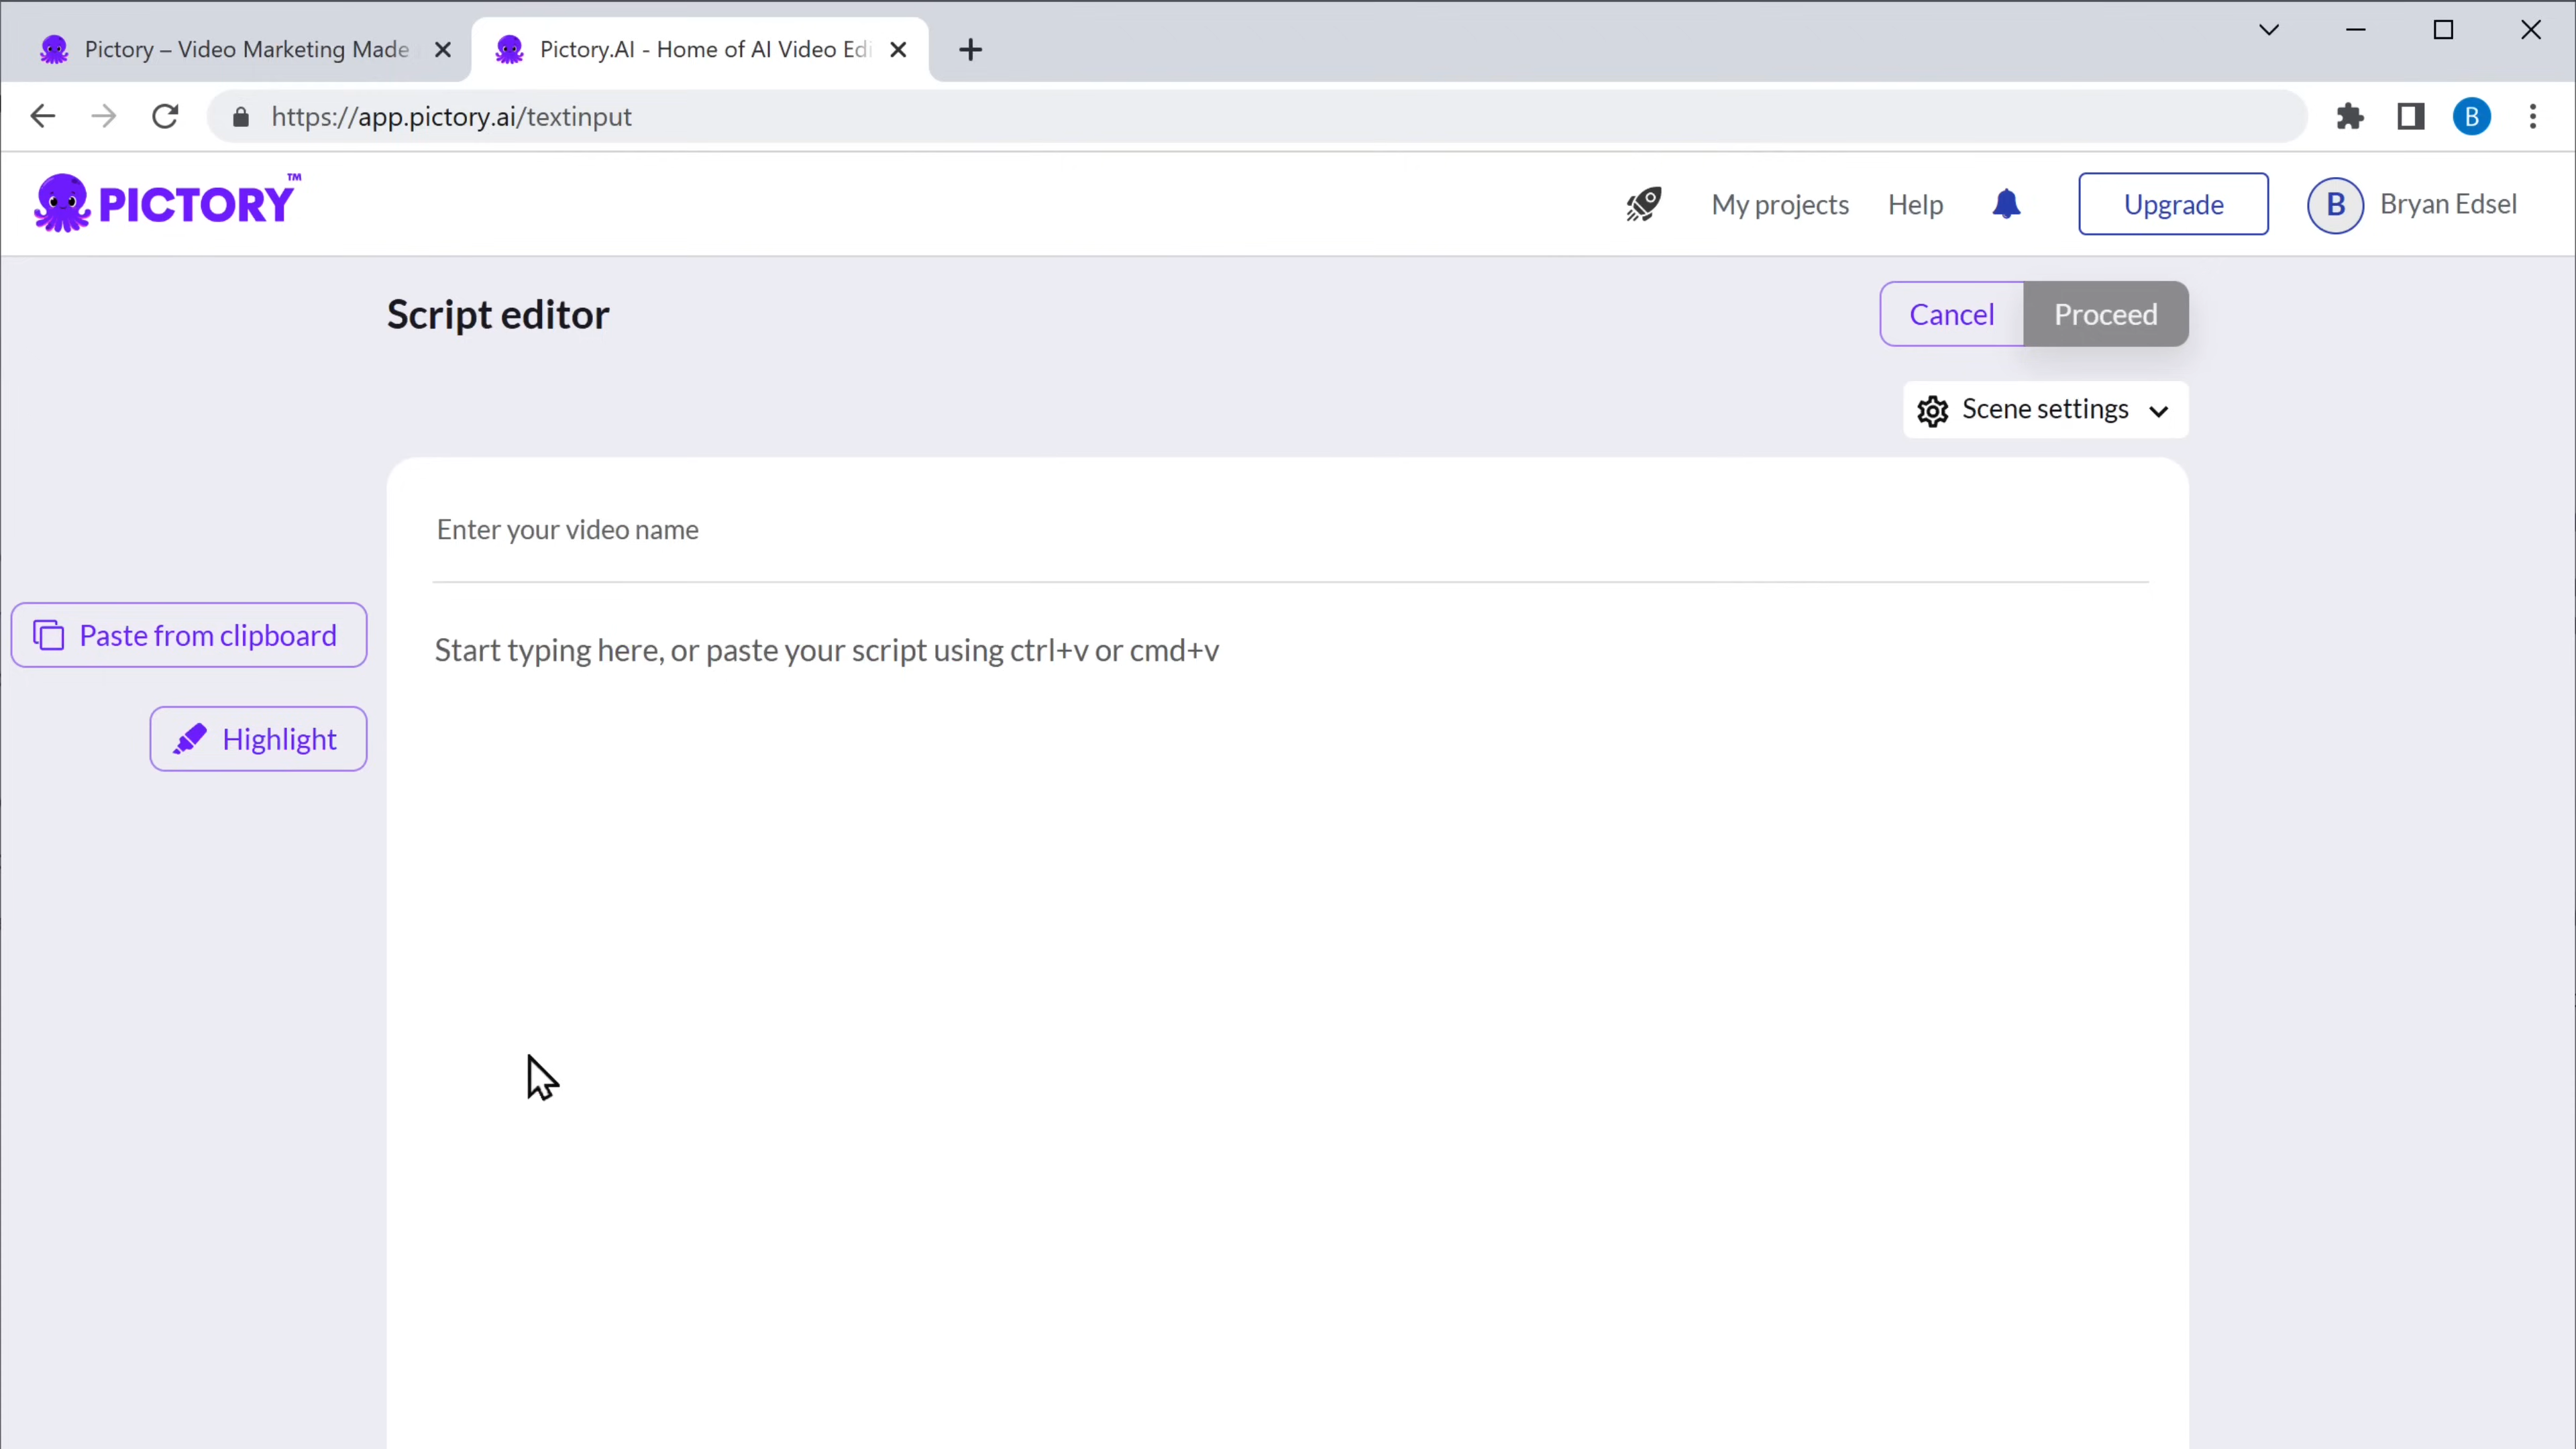 Pictory – Video Marketing Made
Pictory.AI - Home of AI Video Edi
https://app.pictory.ai/textinput
B
PICTORY™
My projects
Help
Upgrade
B
Bryan Edsel
Script editor
Cancel
Proceed
Scene settings
Enter your video name
Paste from clipboard
Start typing here, or paste your script using ctrl+v or cmd+v
Highlight